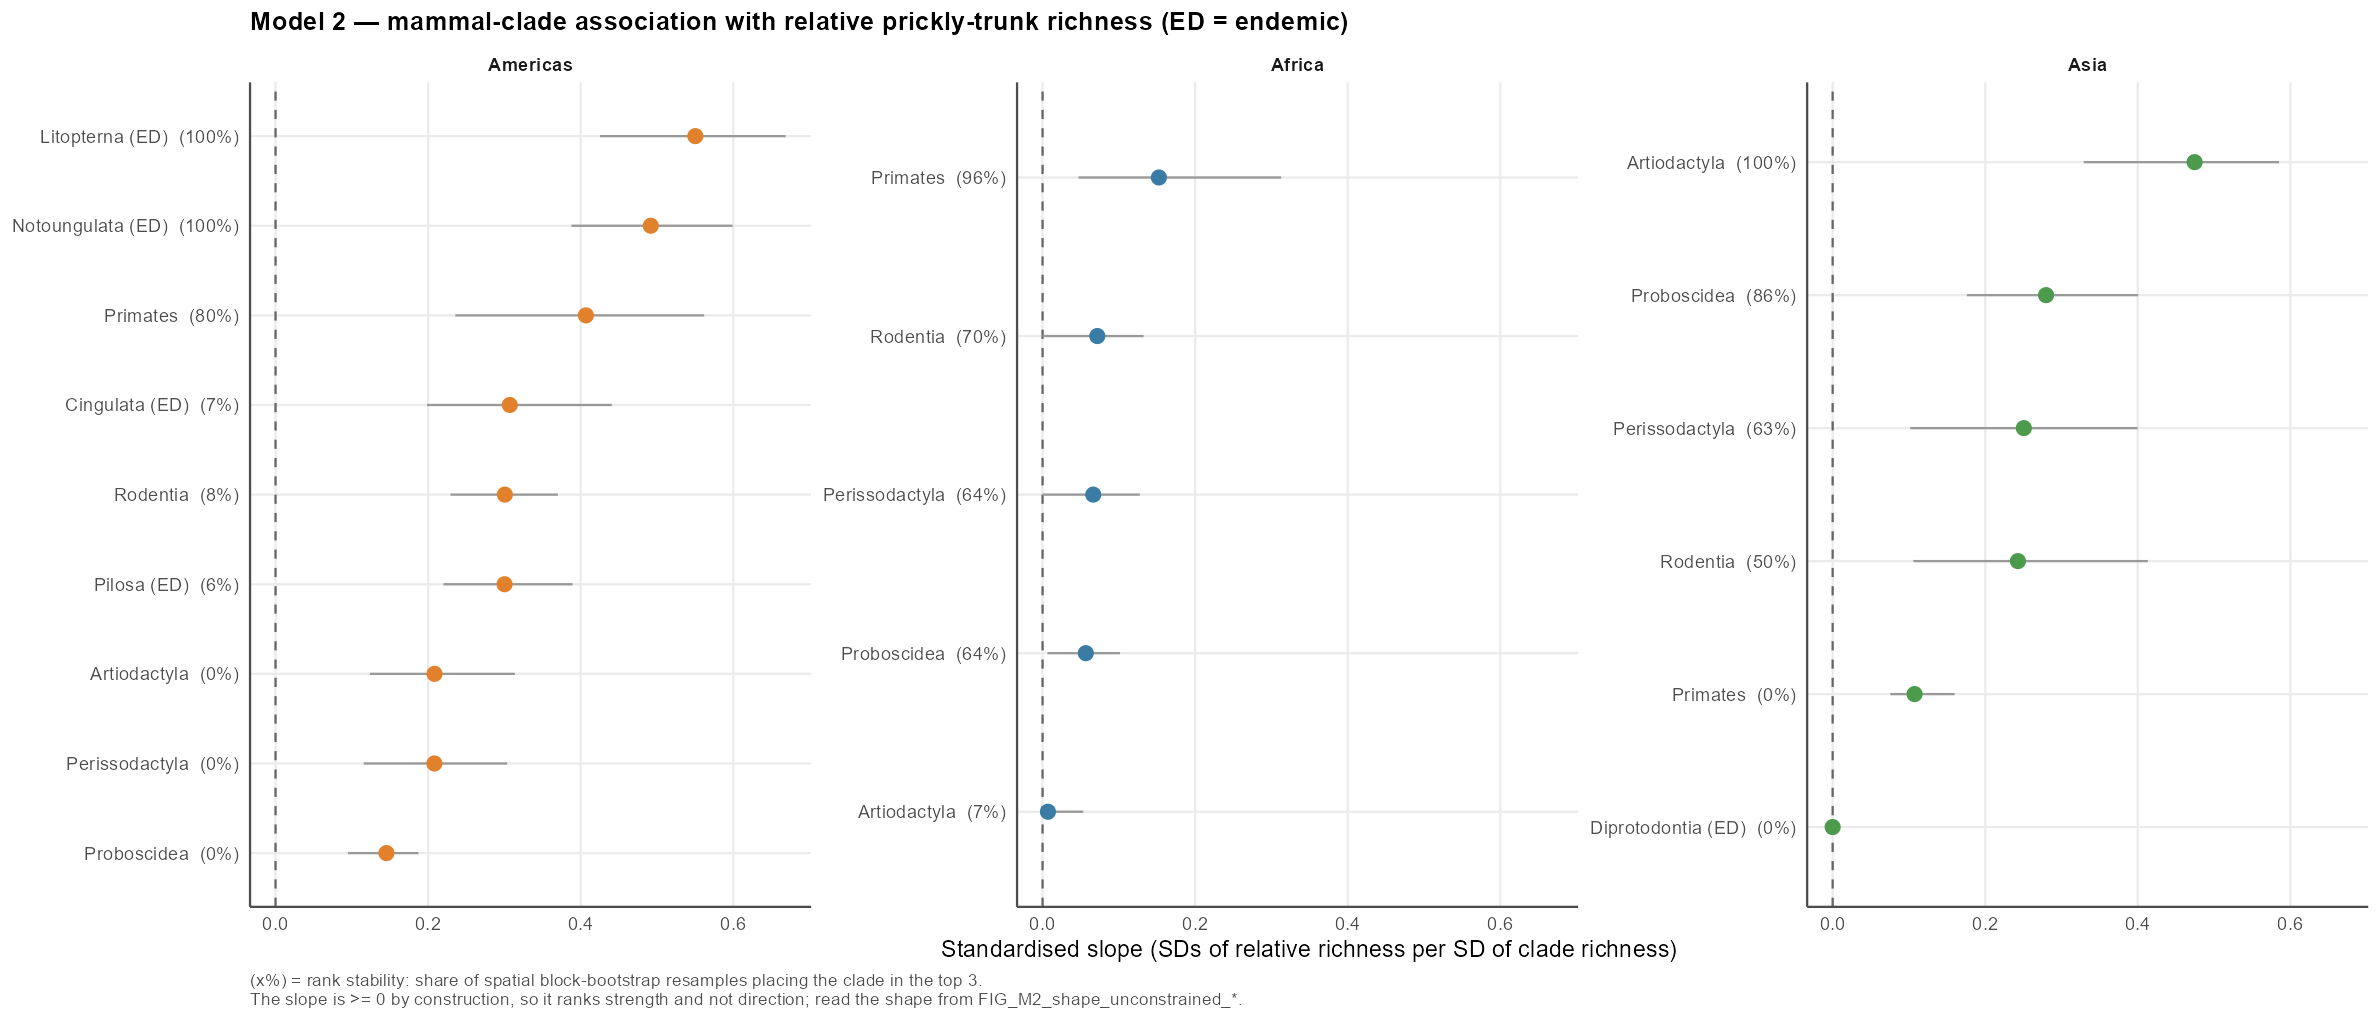 Model 2 — mammal-clade association with relative prickly-trunk richness (ED = endemic)
Americas
Litopterna (ED)  (100%)
Notoungulata (ED)  (100%)
Primates  (80%)
Cingulata (ED)  (7%)
Rodentia  (8%)
Pilosa (ED)  (6%)
Artiodactyla  (0%)
Perissodactyla  (0%)
Proboscidea  (0%)
0.0 0.2 0.4 0.6
Africa
Primates  (96%)
Rodentia  (70%)
Perissodactyla  (64%)
Proboscidea  (64%)
Artiodactyla  (7%)
0.0 0.2 0.4 0.6
Asia
Artiodactyla  (100%)
Proboscidea  (86%)
Perissodactyla  (63%)
Rodentia  (50%)
Primates  (0%)
Diprotodontia (ED)  (0%)
0.0 0.2 0.4 0.6
Standardised slope (SDs of relative richness per SD of clade richness)
(x%) = rank stability: share of spatial block-bootstrap resamples placing the clade in the top 3.
The slope is >= 0 by construction, so it ranks strength and not direction; read the shape from FIG_M2_shape_unconstrained_*.